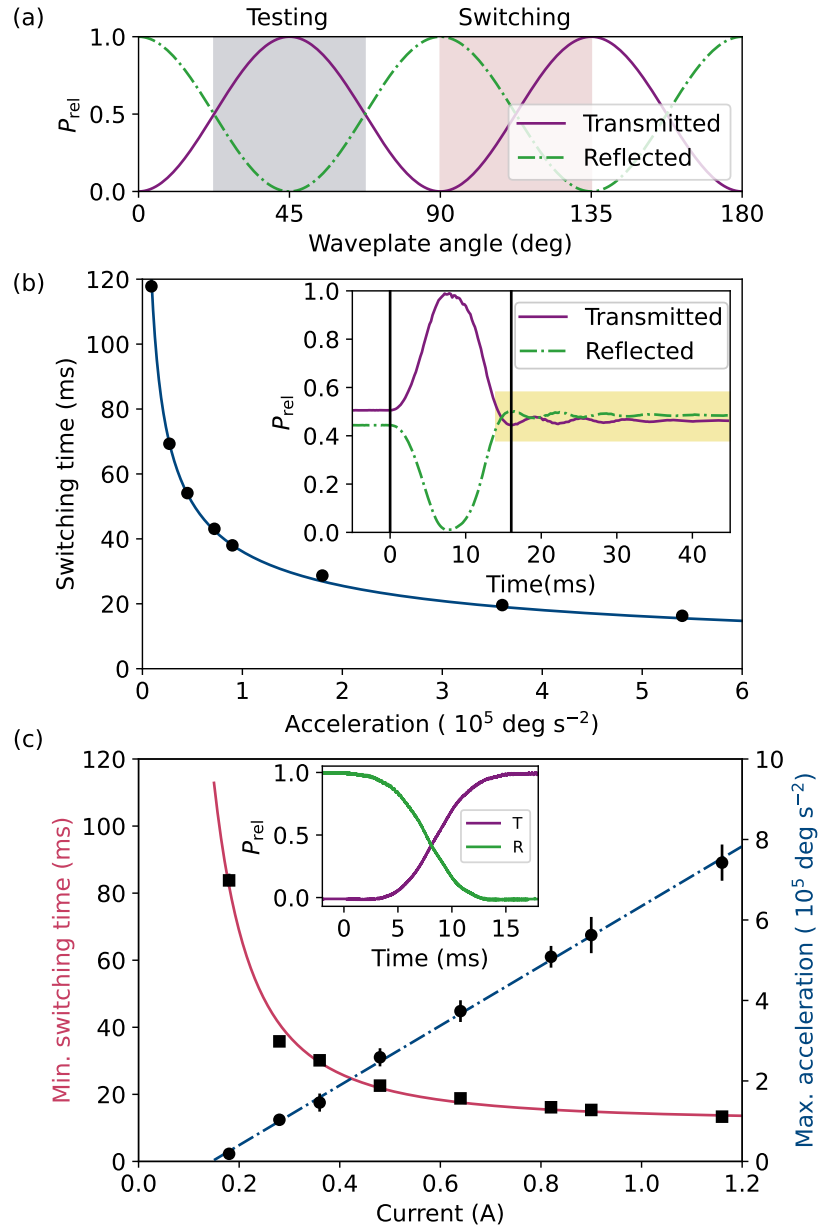 (a)
Testing
Switching
1.0
0.5
0.0
P_rel
Transmitted
Reflected
0
45
90
135
180
Waveplate angle (deg)
(b)
120
100
80
60
40
20
0
Switching time (ms)
1.0
0.8
0.6
0.4
0.2
0.0
P_rel
Transmitted
Reflected
0
10
20
30
40
Time(ms)
0
1
2
3
4
5
6
Acceleration ( 10⁵ deg s⁻²)
(c)
120
100
80
60
40
20
0
Min. switching time (ms)
1.0
0.5
0.0
P_rel
T
R
0
5
10
15
Time (ms)
10
8
6
4
2
0
Max. acceleration ( 10⁵ deg s⁻²)
0.0
0.2
0.4
0.6
0.8
1.0
1.2
Current (A)